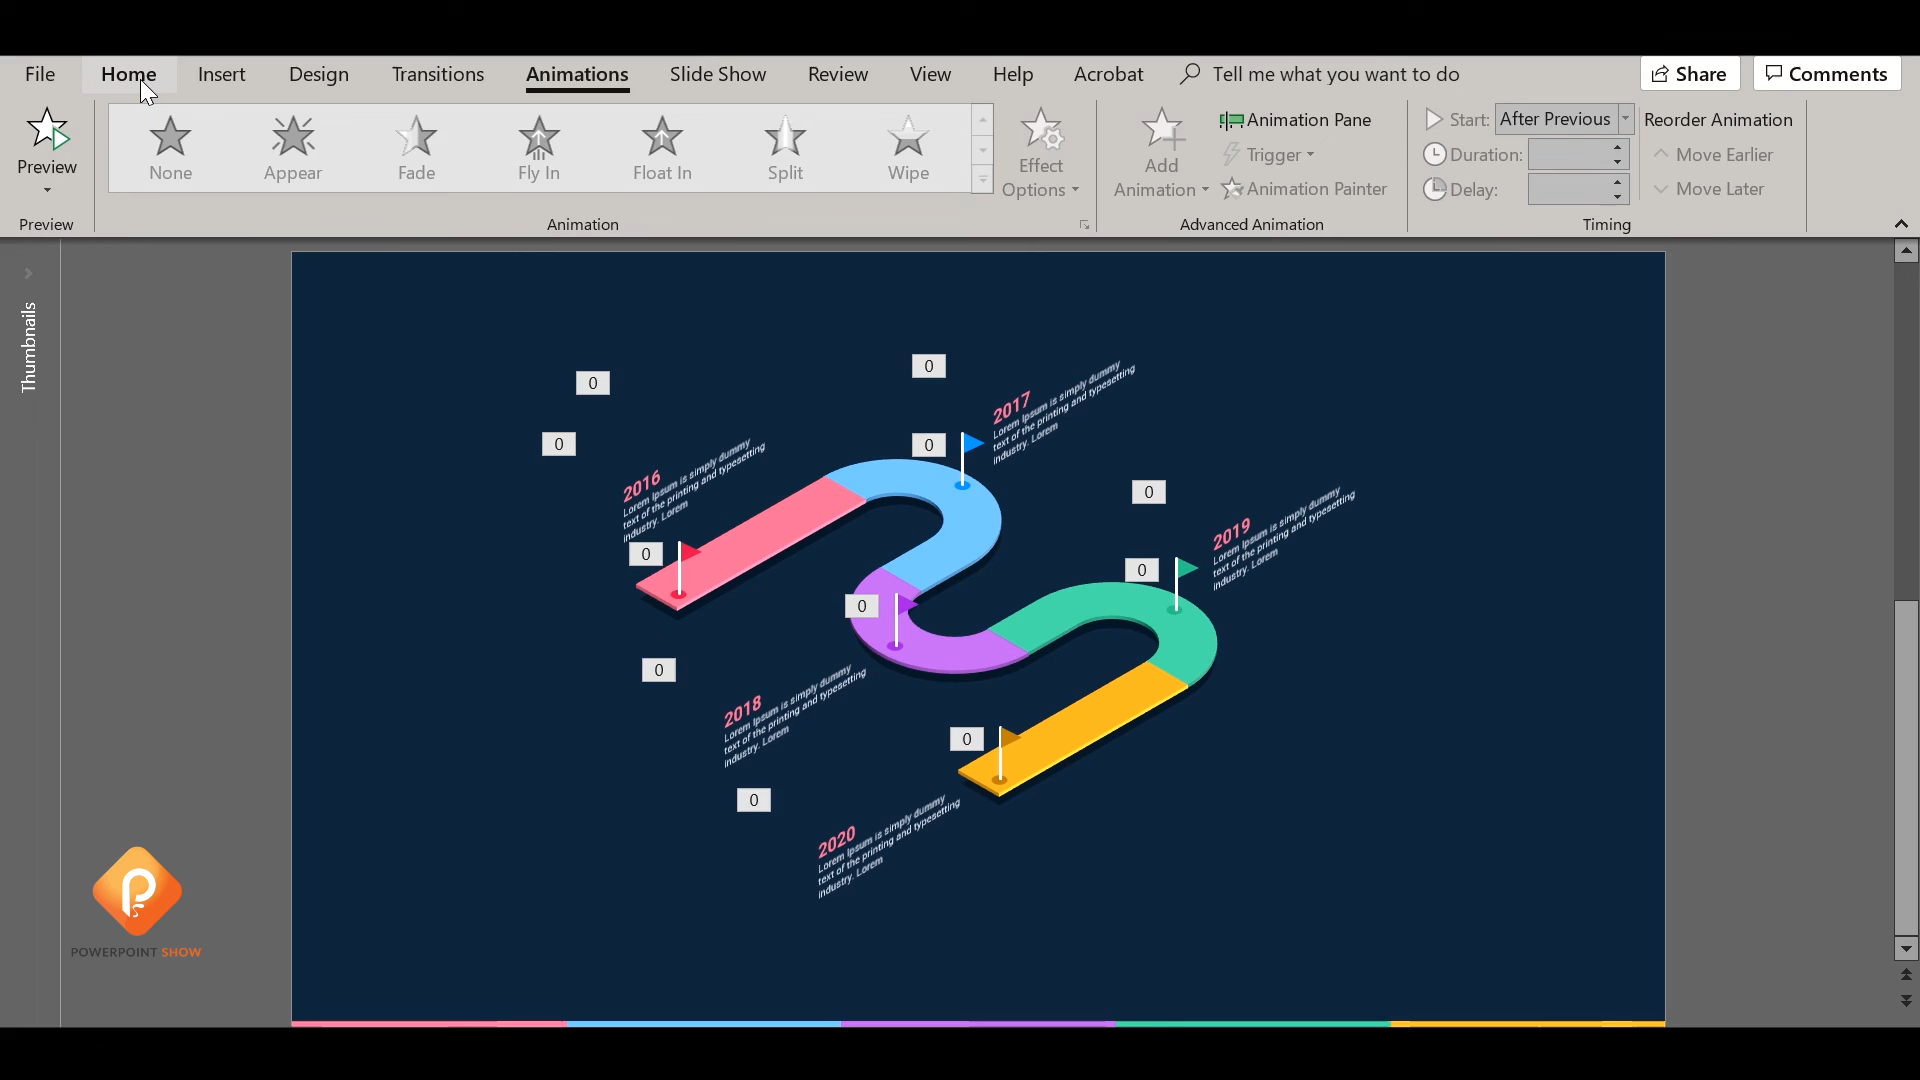 File Home Insert Design Transitions Animations Slide Show Review View Help Acrobat Tell me what you want to do Share Comments
Preview
None Appear Fade Fly In Float In Split Wipe
Effect
Options
Add
Animation
Animation Pane
Trigger
Animation Painter
Start: After Previous
Duration:
Delay:
Reorder Animation
Move Earlier
Move Later
Preview Animation Advanced Animation Timing
Thumbnails
0
0
0
2016
Lorem Ipsum is simply dummy
text of the printing and typesetting
industry. Lorem
0
0
2017
Lorem Ipsum is simply dummy
text of the printing and typesetting
industry. Lorem
0
0
2019
Lorem Ipsum is simply dummy
text of the printing and typesetting
industry. Lorem
0
0
2018
Lorem Ipsum is simply dummy
text of the printing and typesetting
industry. Lorem
0
0
2020
Lorem Ipsum is simply dummy
text of the printing and typesetting
industry. Lorem
POWERPOINT SHOW